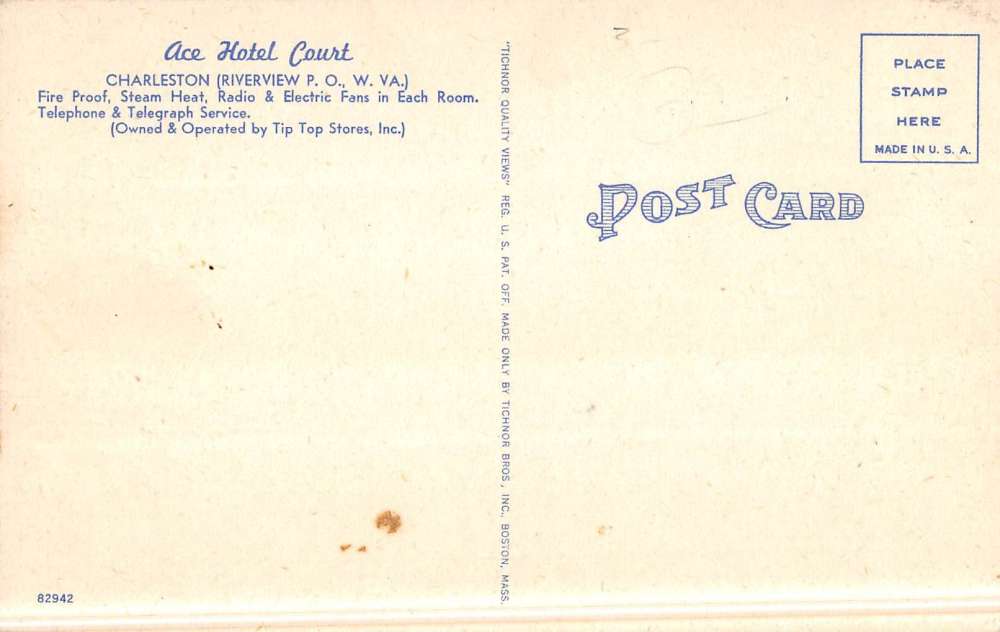 Ace Hotel Court
CHARLESTON (RIVERVIEW P. O., W. VA.)
Fire Proof, Steam Heat, Radio & Electric Fans in Each Room.
Telephone & Telegraph Service.
(Owned & Operated by Tip Top Stores, Inc.)
82942
"TICHNOR QUALITY VIEWS" REG. U. S. PAT. OFF. MADE ONLY BY TICHNOR BROS., INC., BOSTON, MASS.
PLACE
STAMP
HERE
MADE IN U. S. A.
POST CARD